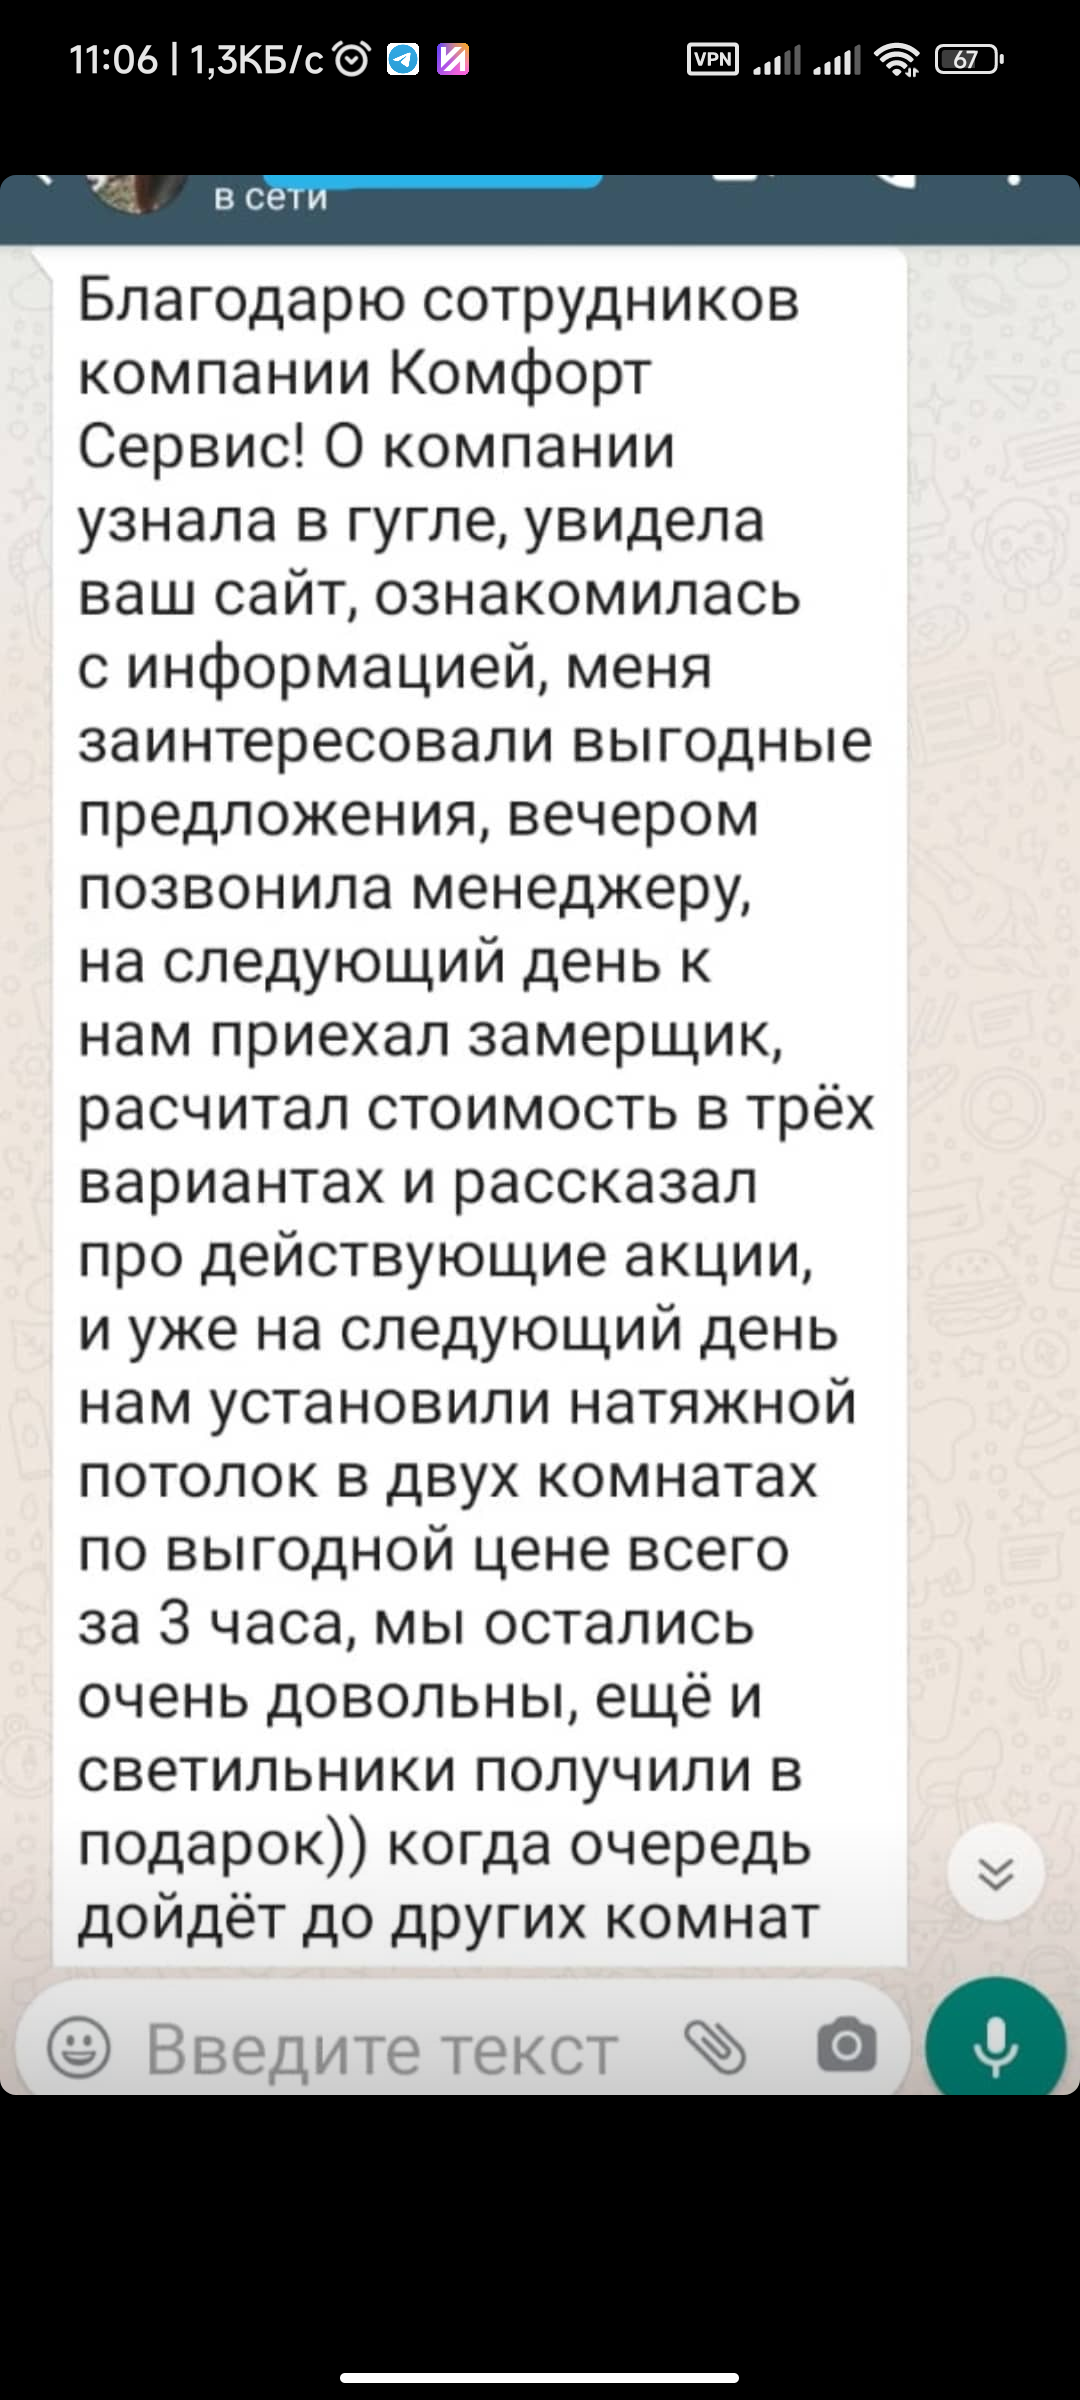 11:06 | 1,3КБ/с
VPN
67
в сети
Благодарю сотрудников
компании Комфорт
Сервис! О компании
узнала в гугле, увидела
ваш сайт, ознакомилась
с информацией, меня
заинтересовали выгодные
предложения, вечером
позвонила менеджеру,
на следующий день к
нам приехал замерщик,
расчитал стоимость в трёх
вариантах и рассказал
про действующие акции,
и уже на следующий день
нам установили натяжной
потолок в двух комнатах
по выгодной цене всего
за 3 часа, мы остались
очень довольны, ещё и
светильники получили в
подарок)) когда очередь
дойдёт до других комнат
Введите текст